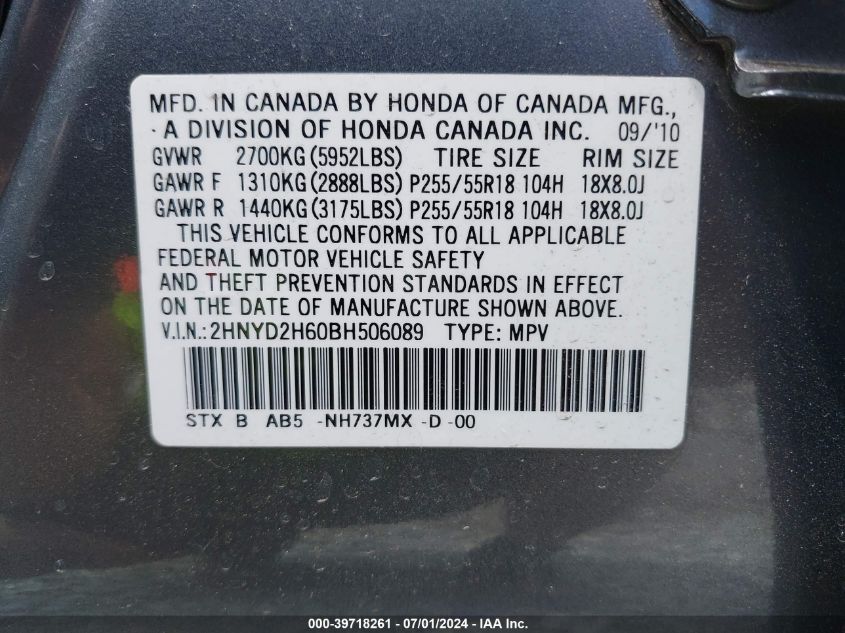 MFD. IN CANADA BY HONDA OF CANADA MFG.,
A DIVISION OF HONDA CANADA INC. 09/'10
GVWR 2700KG (5952LBS) TIRE SIZE RIM SIZE
GAWR F 1310KG (2888LBS) P255/55R18 104H 18X8.0J
GAWR R 1440KG (3175LBS) P255/55R18 104H 18X8.0J
THIS VEHICLE CONFORMS TO ALL APPLICABLE
FEDERAL MOTOR VEHICLE SAFETY
AND THEFT PREVENTION STANDARDS IN EFFECT
ON THE DATE OF MANUFACTURE SHOWN ABOVE.
V.I.N.: 2HNYD2H60BH506089 TYPE: MPV
STX B AB5 -NH737MX -D -00
000-39718261 - 07/01/2024 - IAA Inc.